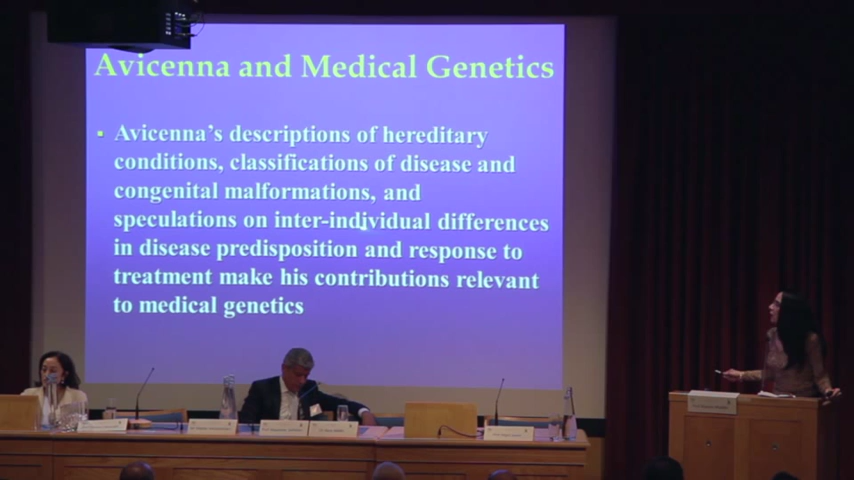 Avicenna and Medical Genetics
▪ Avicenna's descriptions of hereditary
conditions, classifications of disease and
congenital malformations, and
speculations on inter-individual differences
in disease predisposition and response to
treatment make his contributions relevant
to medical genetics